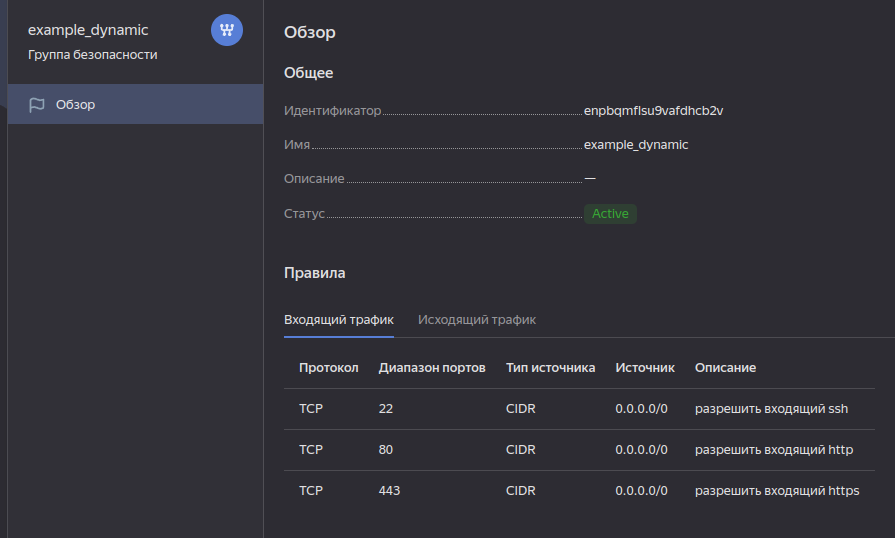 example_dynamic
Группа безопасности
Обзор
Обзор
Общее
Идентификатор enpbqmflsu9vafdhcb2v
Имя example_dynamic
Описание —
Статус Active
Правила
Входящий трафик Исходящий трафик
Протокол Диапазон портов Тип источника Источник Описание
TCP 22 CIDR 0.0.0.0/0 разрешить входящий ssh
TCP 80 CIDR 0.0.0.0/0 разрешить входящий http
TCP 443 CIDR 0.0.0.0/0 разрешить входящий https